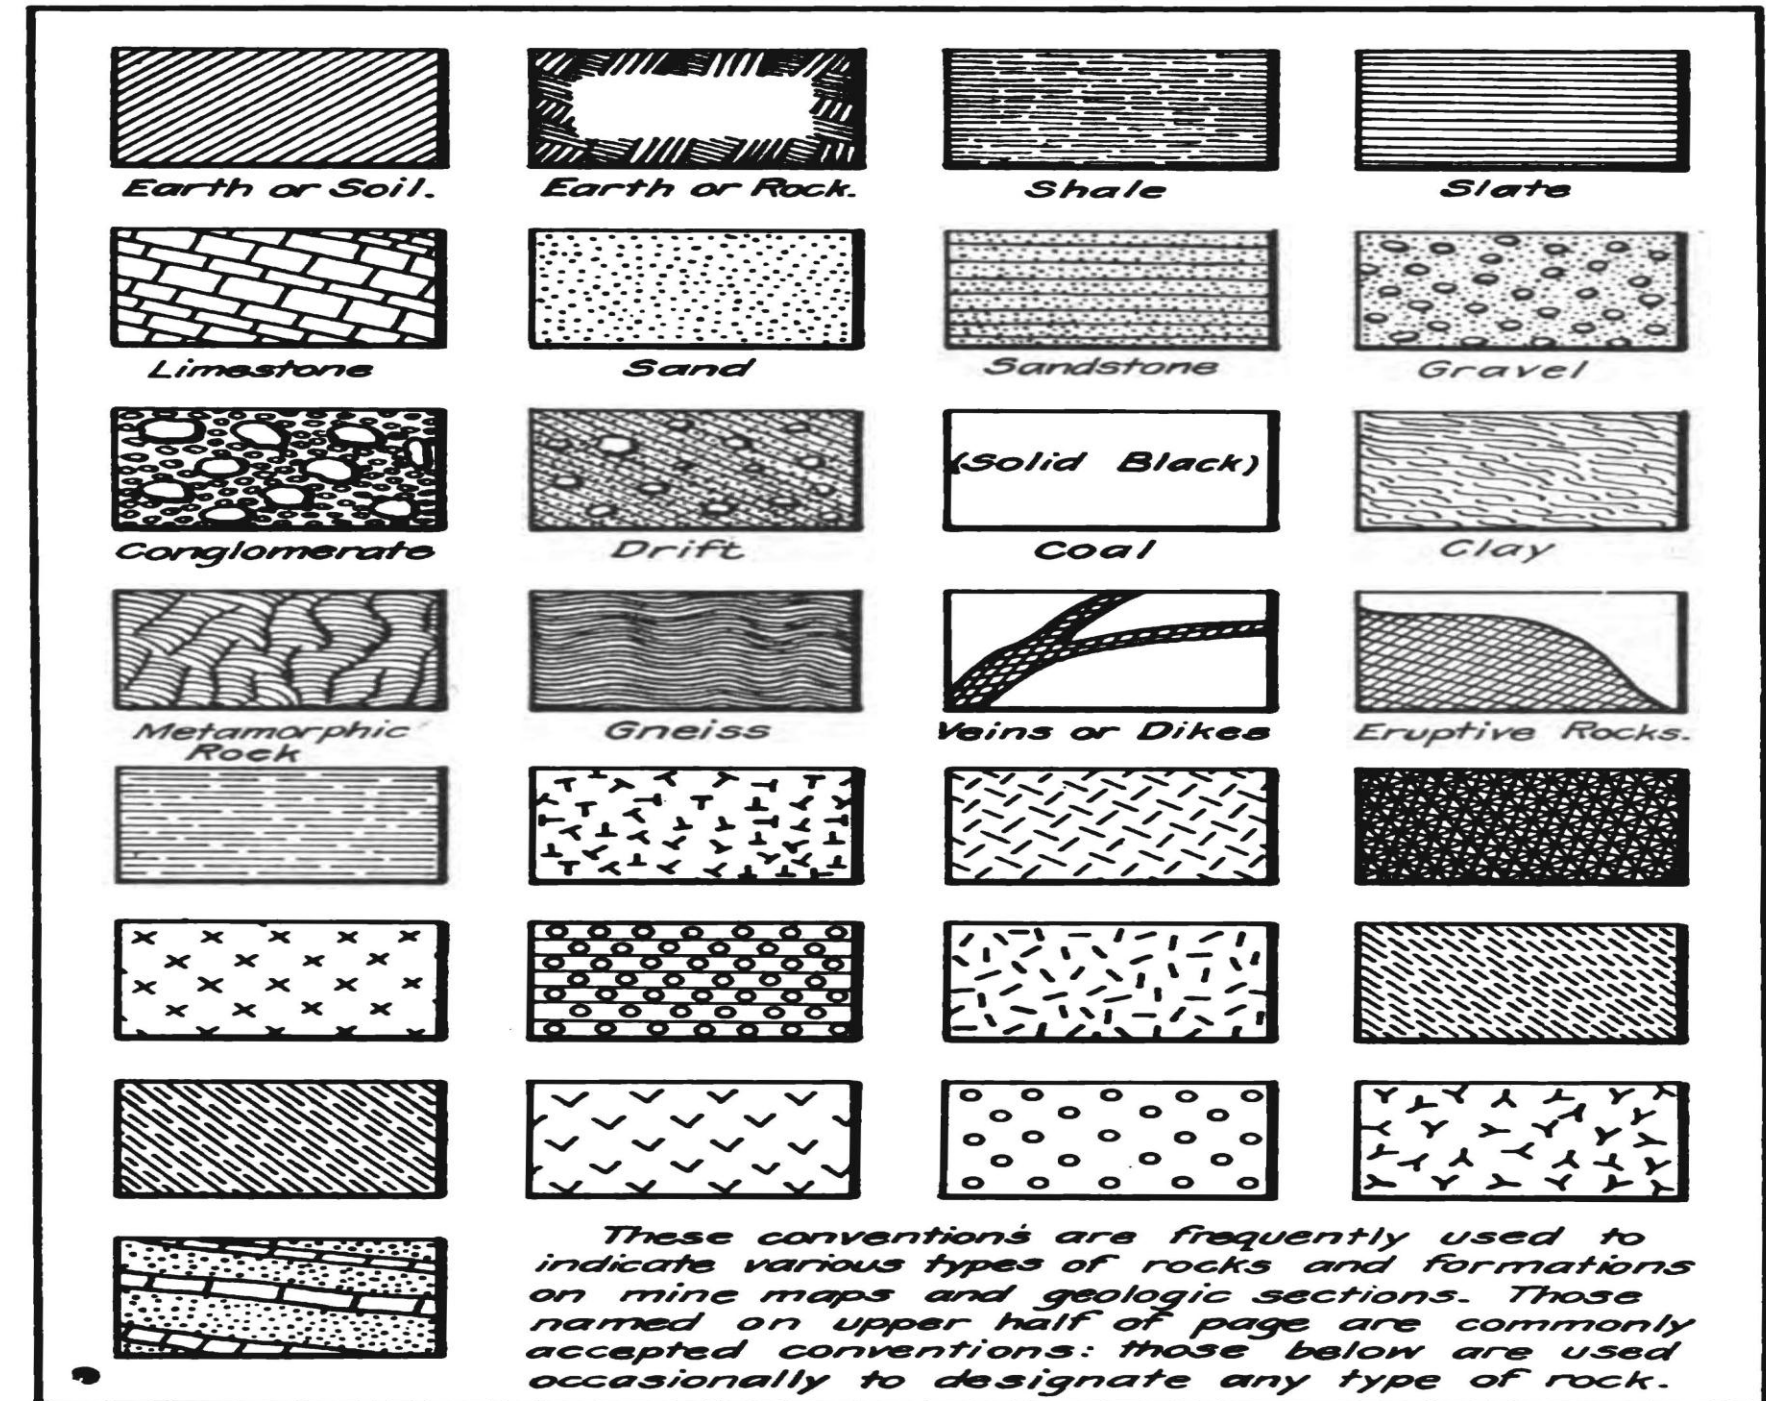 Earth or Soil.
Earth or Rock.
Shale
Slate
Limestone
Sand
Sandstone
Gravel
Conglomerate
Drift
(Solid Black)
Coal
Clay
Metamorphic
Rock
Gneiss
Veins or Dikes
Eruptive Rocks.
These conventions are frequently used to
indicate various types of rocks and formations
on mine maps and geologic sections. Those
named on upper half of page are commonly
accepted conventions: those below are used
occasionally to designate any type of rock.